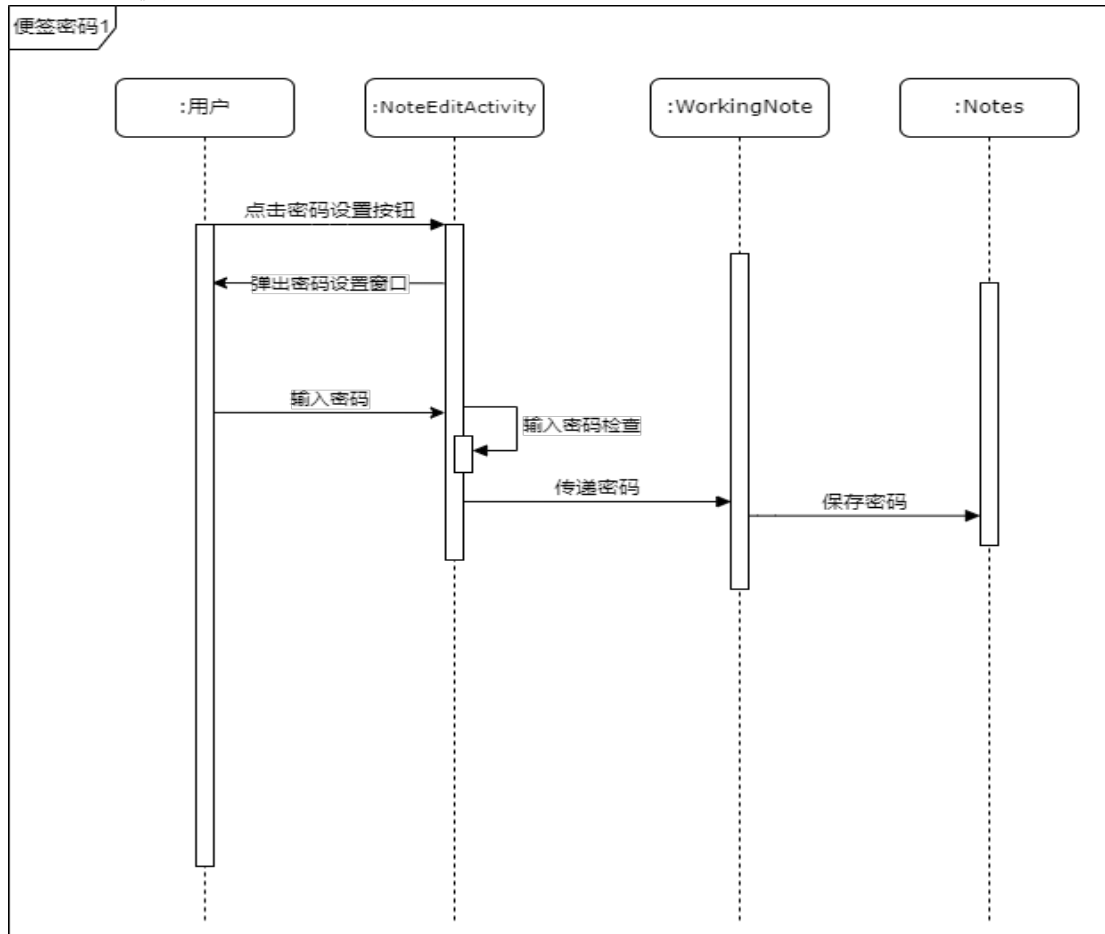 便签密码1
:用户
:NoteEditActivity
:WorkingNote
:Notes
点击密码设置按钮
弹出密码设置窗口
输入密码
输入密码检查
传递密码
保存密码